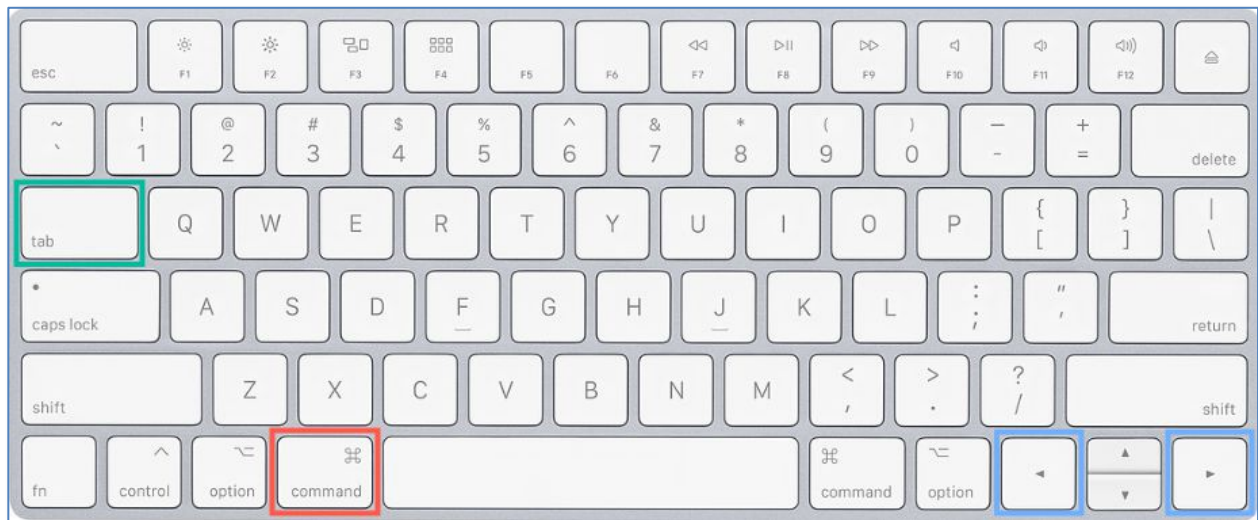 esc F1 F2 F3 F4 F5 F6 F7 F8 F9 F10 F11 F12
~ ! @ # $ % ^ & * ( ) — +
` 1 2 3 4 5 6 7 8 9 0 - = delete
tab Q W E R T Y U I O P { } |
[ ] \
caps lock A S D F G H J K L : "
; ' return
shift Z X C V B N M < > ? shift
, . /
^ ⌥ ⌘ ⌘ ⌥
fn control option command command option